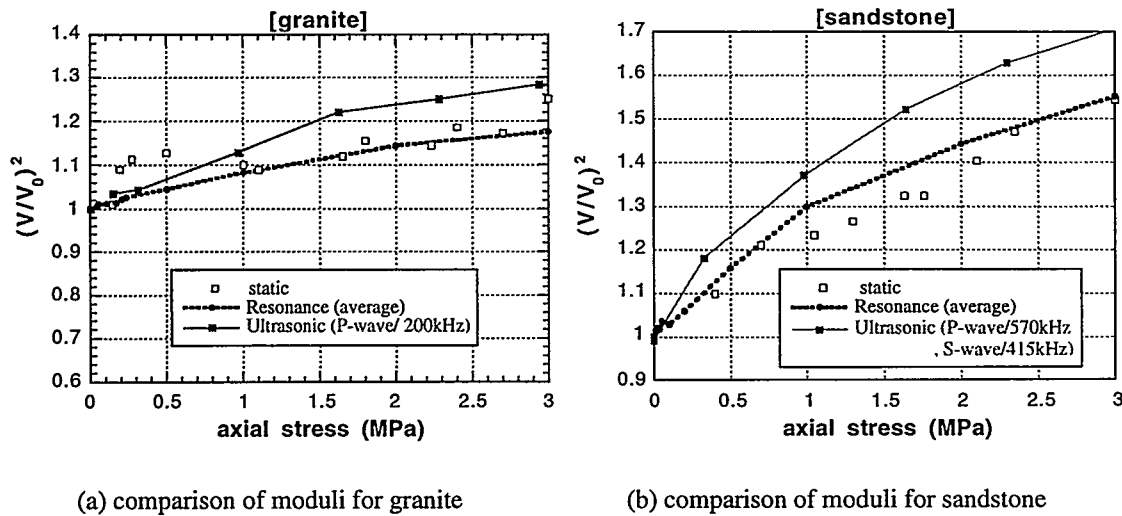 [granite]
1.4
1.3
1.2
1.1
1
0.9
0.8
0.7
0.6
(V/V₀)²
static
Resonance (average)
Ultrasonic (P-wave/ 200kHz)
0 0.5 1 1.5 2 2.5 3
axial stress (MPa)
(a) comparison of moduli for granite
[sandstone]
1.7
1.6
1.5
1.4
1.3
1.2
1.1
1
0.9
(V/V₀)²
static
Resonance (average)
Ultrasonic (P-wave/570kHz
, S-wave/415kHz)
0 0.5 1 1.5 2 2.5 3
axial stress (MPa)
(b) comparison of moduli for sandstone